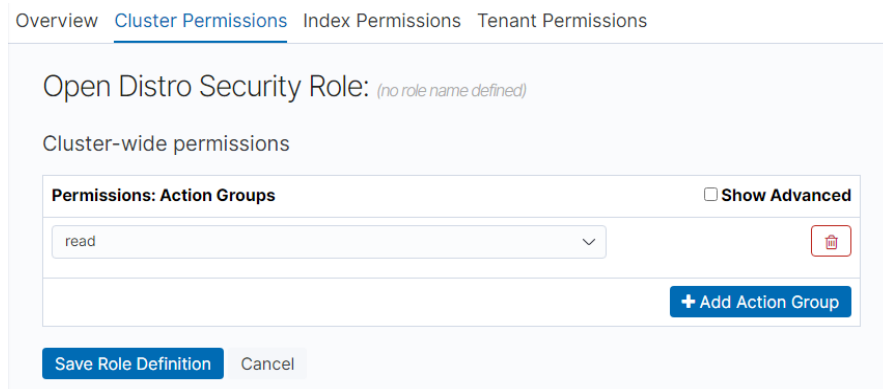 Overview Cluster Permissions Index Permissions Tenant Permissions
Open Distro Security Role: (no role name defined)
Cluster-wide permissions
Permissions: Action Groups Show Advanced
read
+ Add Action Group
Save Role Definition Cancel